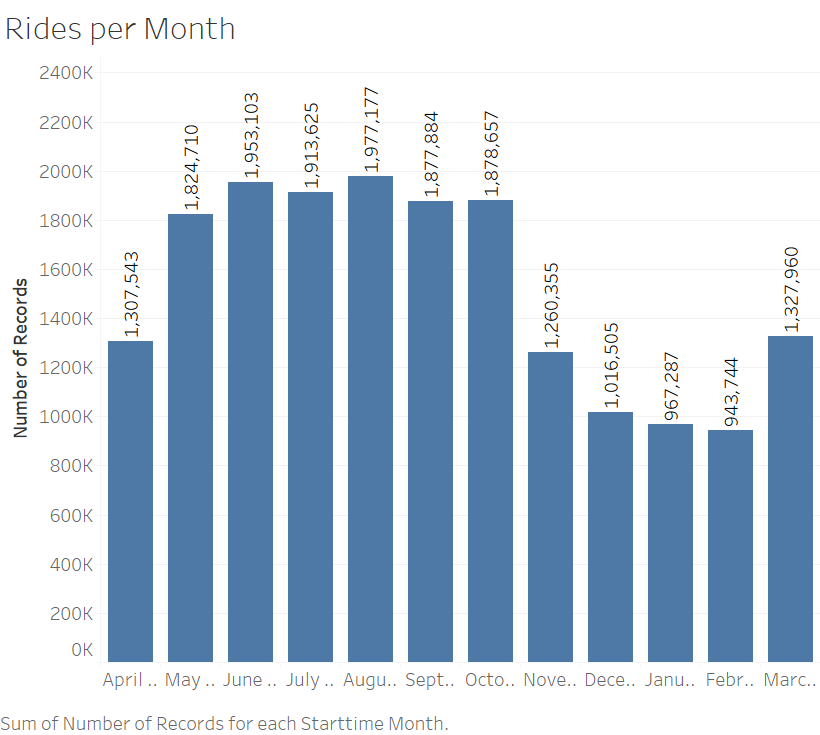 Rides per Month
Number of Records
2400K
2200K
2000K
1800K
1600K
1400K
1200K
1000K
800K
600K
400K
200K
0K
1,307,543
1,824,710
1,953,103
1,913,625
1,977,177
1,877,884
1,878,657
1,260,355
1,016,505
967,287
943,744
1,327,960
April .. May .. June .. July .. Augu.. Sept.. Octo.. Nove.. Dece.. Janu.. Febr.. Marc..
Sum of Number of Records for each Starttime Month.